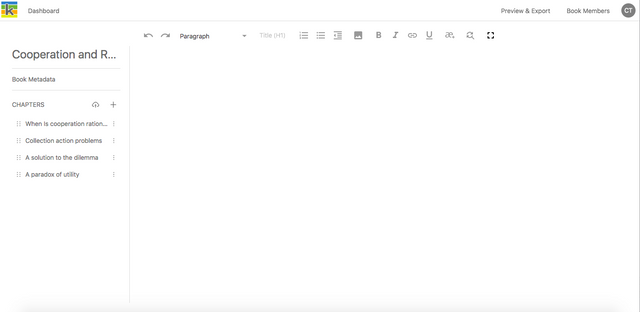 k Dashboard Preview & Export Book Members CT
Paragraph Title (H1) B I U
Cooperation and R...
Book Metadata
CHAPTERS
When is cooperation ration...
Collection action problems
A solution to the dilemma
A paradox of utility